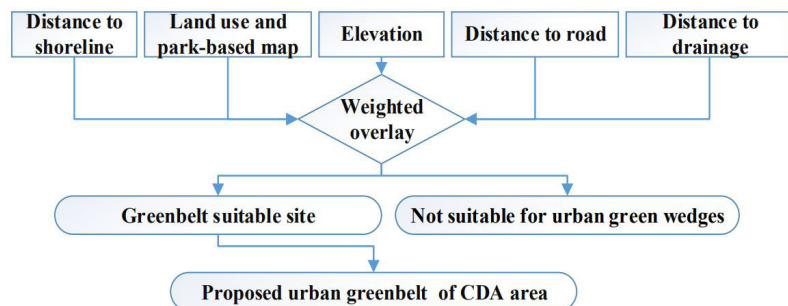 Distance to
shoreline
Land use and
park-based map
Elevation
Distance to road
Distance to
drainage
Weighted
overlay
Greenbelt suitable site
Not suitable for urban green wedges
Proposed urban greenbelt of CDA area